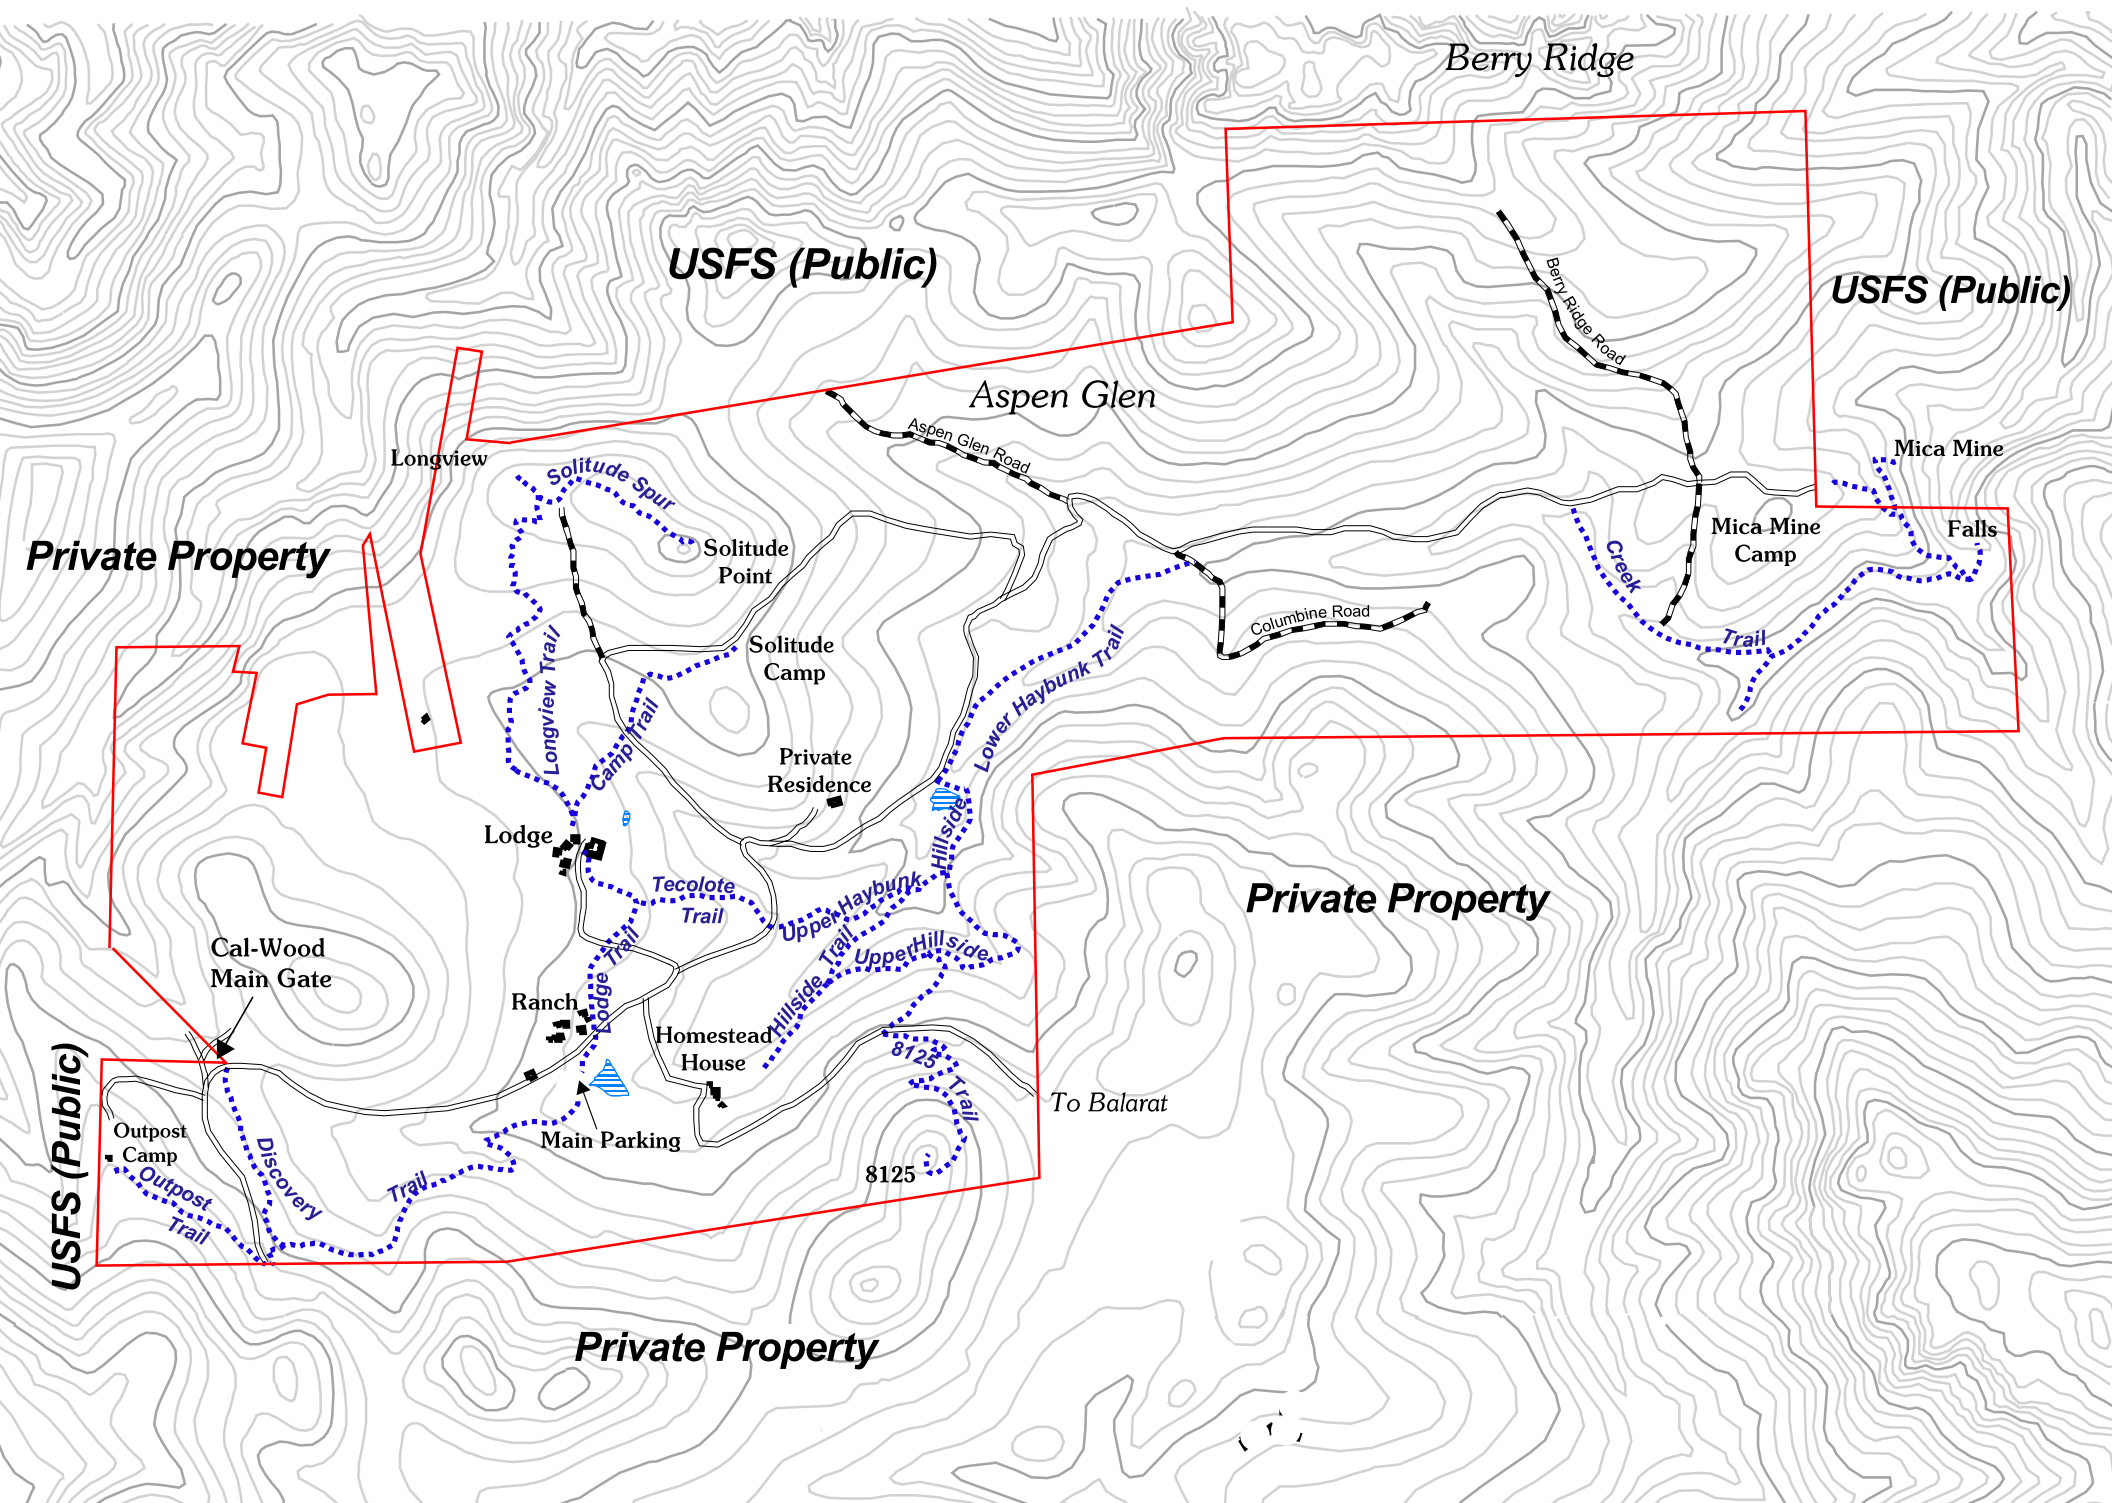 Berry Ridge
USFS (Public)
USFS (Public)
Berry Ridge Road
Aspen Glen
Aspen Glen Road
Longview
Solitude Spur
Mica Mine
Private Property
Solitude
Point
Mica Mine
Camp
Falls
Creek
Trail
Columbine Road
Solitude
Camp
Longview Trail
Camp Trail
Lower Haybunk Trail
Private
Residence
Lodge
Hillside
Tecolote
Trail
Upper Haybunk
Private Property
Cal-Wood
Main Gate
Lodge Trail
Hillside Trail
Upper Hillside
Ranch
Homestead
House
8125 Trail
To Balarat
Main Parking
Outpost
Camp
Outpost
Trail
Discovery
Trail
8125
USFS (Public)
Private Property